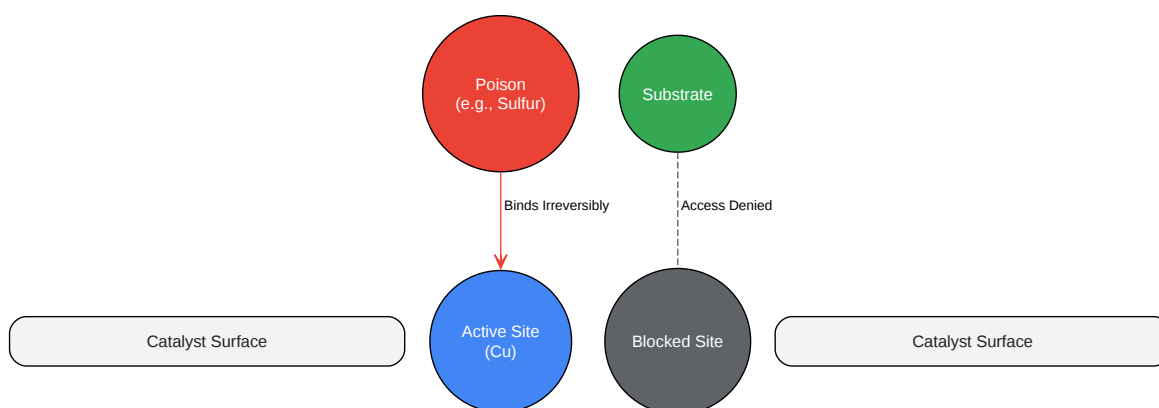 Poison
(e.g., Sulfur)
Substrate
Binds Irreversibly
Access Denied
Catalyst Surface
Active Site
(Cu)
Blocked Site
Catalyst Surface